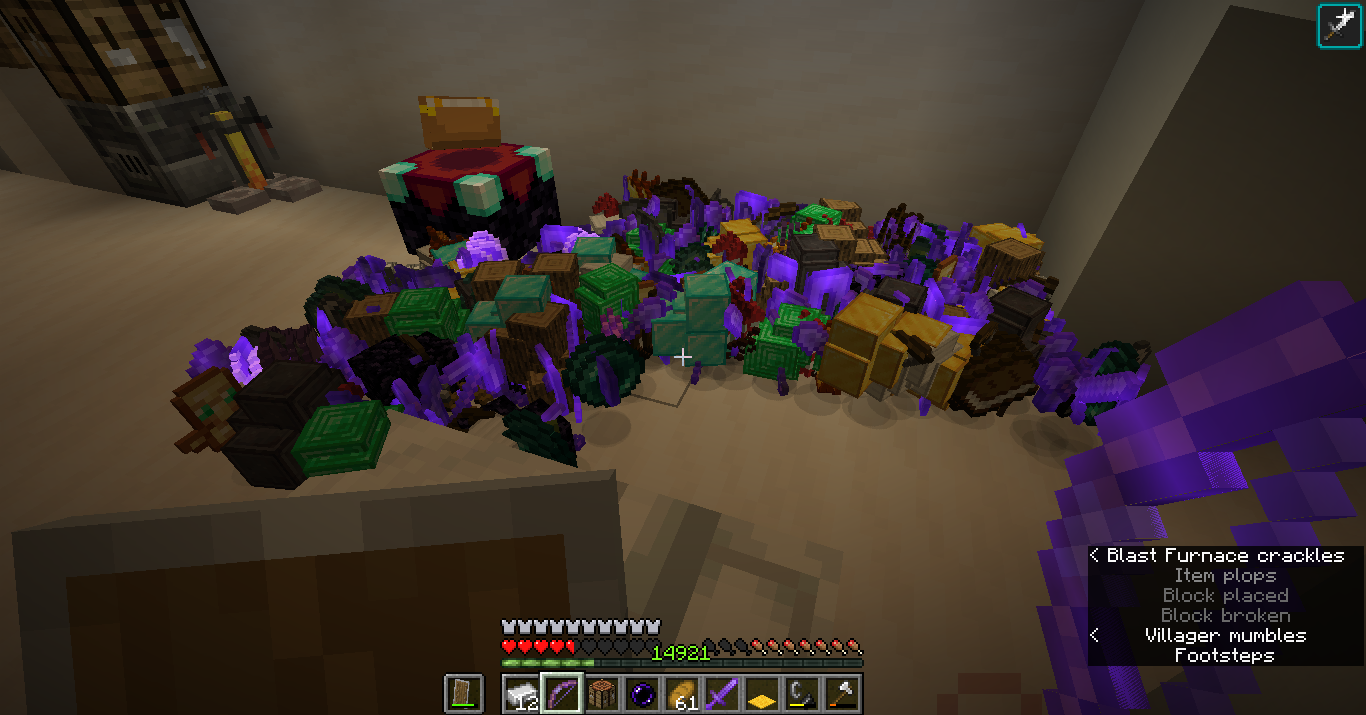 < Blast Furnace crackles
Item plops
Block placed
Block broken
< Villager mumbles
Footsteps
14921
12
61